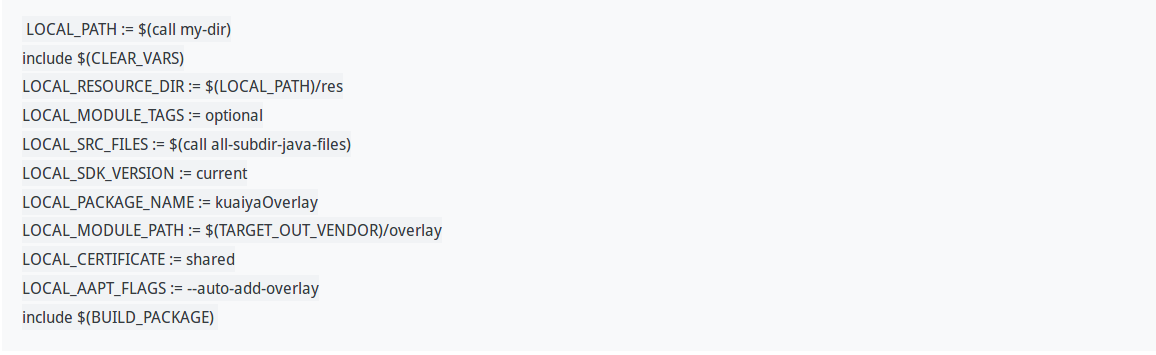 LOCAL_PATH := $(call my-dir)
include $(CLEAR_VARS)
LOCAL_RESOURCE_DIR := $(LOCAL_PATH)/res
LOCAL_MODULE_TAGS := optional
LOCAL_SRC_FILES := $(call all-subdir-java-files)
LOCAL_SDK_VERSION := current
LOCAL_PACKAGE_NAME := kuaiyaOverlay
LOCAL_MODULE_PATH := $(TARGET_OUT_VENDOR)/overlay
LOCAL_CERTIFICATE := shared
LOCAL_AAPT_FLAGS := --auto-add-overlay
include $(BUILD_PACKAGE)